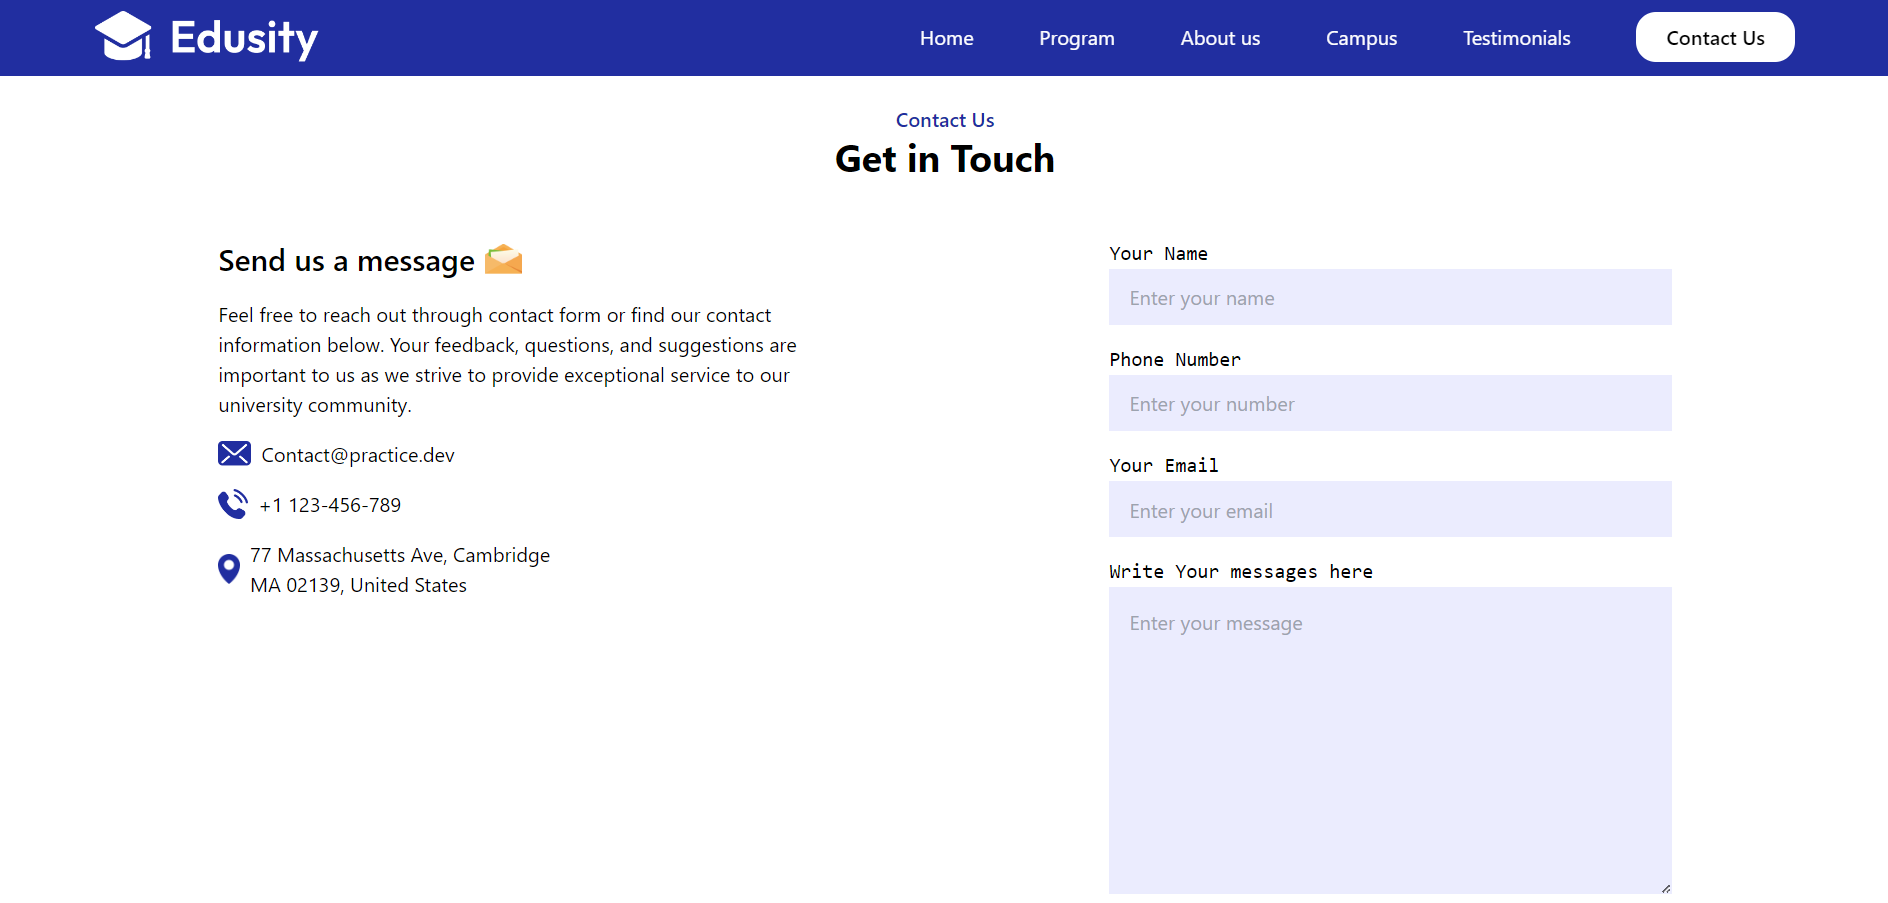 Edusity
Home
Program
About us
Campus
Testimonials
Contact Us
Contact Us
Get in Touch
Send us a message
Feel free to reach out through contact form or find our contact
information below. Your feedback, questions, and suggestions are
important to us as we strive to provide exceptional service to our
university community.
Contact@practice.dev
+1 123-456-789
77 Massachusetts Ave, Cambridge
MA 02139, United States
Your Name
Enter your name
Phone Number
Enter your number
Your Email
Enter your email
Write Your messages here
Enter your message